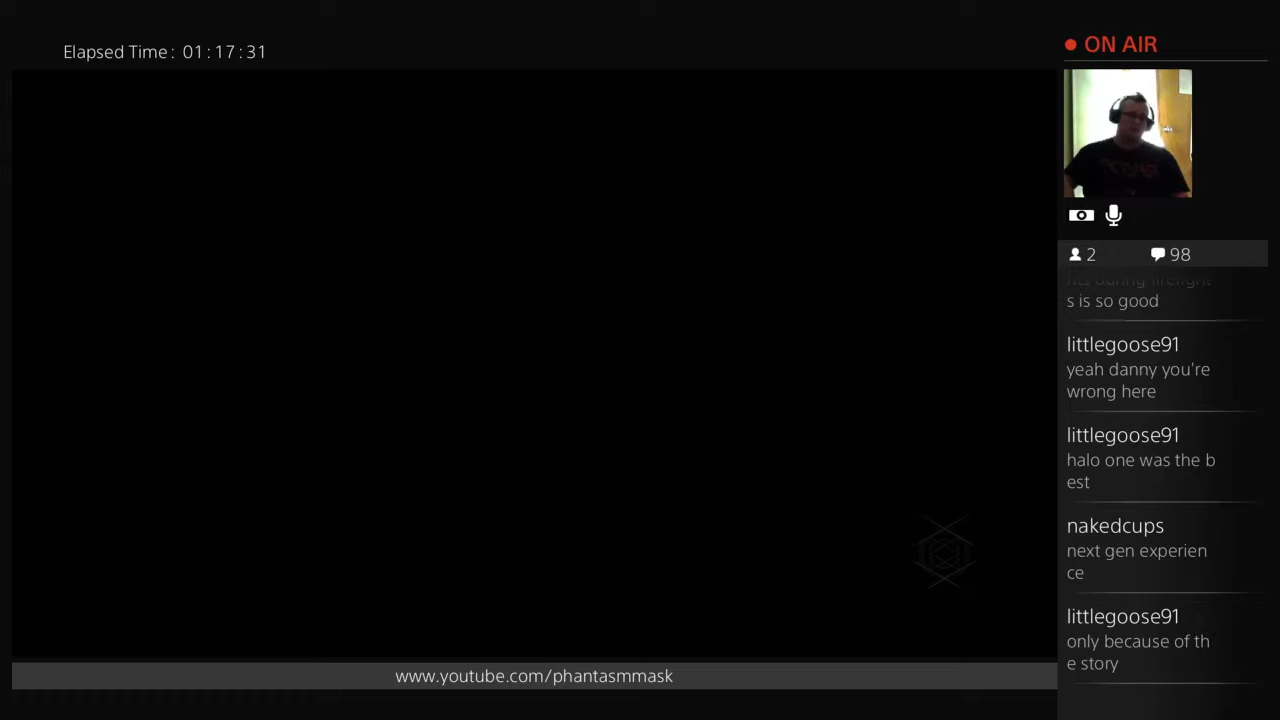 Elapsed Time: 01:17:31
ON AIR
2 98
s is so good
littlegoose91
yeah danny you're
wrong here
littlegoose91
halo one was the b
est
nakedcups
next gen experien
ce
littlegoose91
only because of th
e story
www.youtube.com/phantasmmask